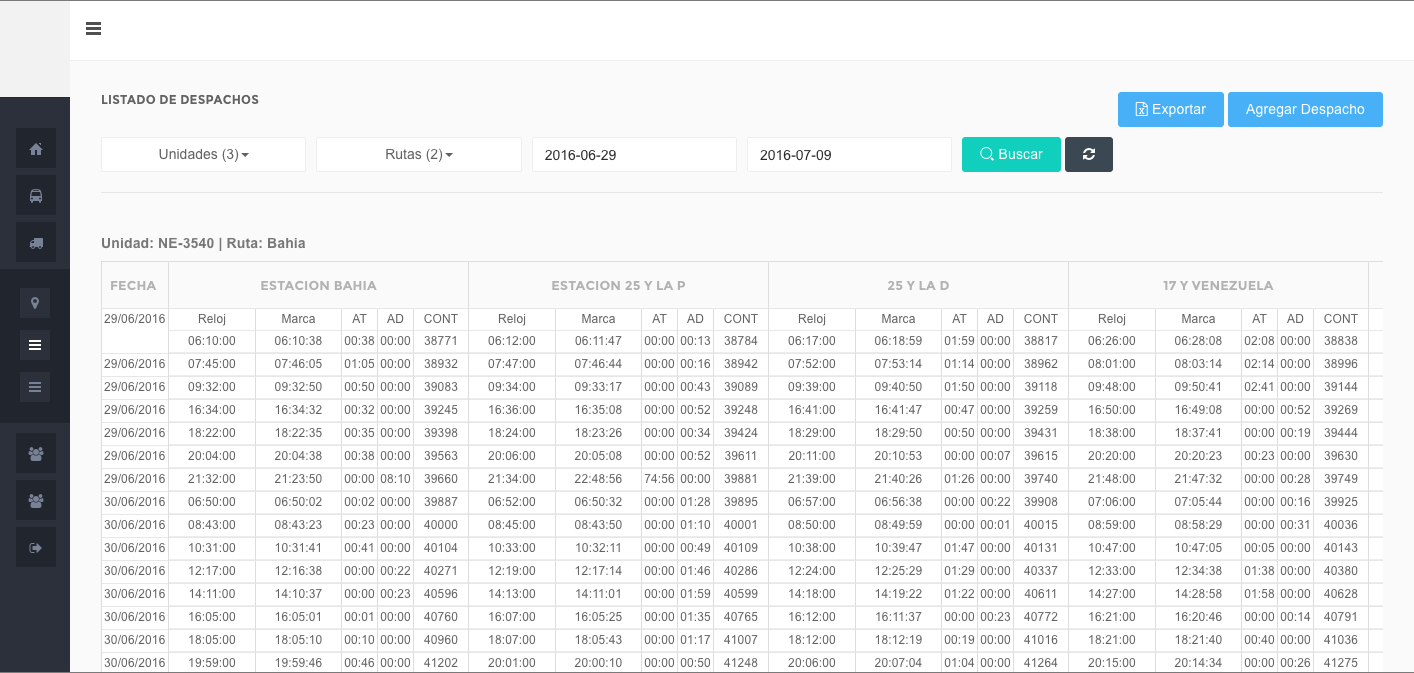 LISTADO DE DESPACHOS
Exportar Agregar Despacho
Unidades (3) Rutas (2) 2016-06-29 2016-07-09 Buscar
Unidad: NE-3540 | Ruta: Bahia
FECHA ESTACION BAHIA ESTACION 25 Y LA P 25 Y LA D 17 Y VENEZUELA
29/06/2016 Reloj Marca AT AD CONT Reloj Marca AT AD CONT Reloj Marca AT AD CONT Reloj Marca AT AD CONT
06:10:00 06:10:38 00:38 00:00 38771 06:12:00 06:11:47 00:00 00:13 38784 06:17:00 06:18:59 01:59 00:00 38817 06:26:00 06:28:08 02:08 00:00 38838
29/06/2016 07:45:00 07:46:05 01:05 00:00 38932 07:47:00 07:46:44 00:00 00:16 38942 07:52:00 07:53:14 01:14 00:00 38962 08:01:00 08:03:14 02:14 00:00 38996
29/06/2016 09:32:00 09:32:50 00:50 00:00 39083 09:34:00 09:33:17 00:00 00:43 39089 09:39:00 09:40:50 01:50 00:00 39118 09:48:00 09:50:41 02:41 00:00 39144
29/06/2016 16:34:00 16:34:32 00:32 00:00 39245 16:36:00 16:35:08 00:00 00:52 39248 16:41:00 16:41:47 00:47 00:00 39259 16:50:00 16:49:08 00:00 00:52 39269
29/06/2016 18:22:00 18:22:35 00:35 00:00 39398 18:24:00 18:23:26 00:00 00:34 39424 18:29:00 18:29:50 00:50 00:00 39431 18:38:00 18:37:41 00:00 00:19 39444
29/06/2016 20:04:00 20:04:38 00:38 00:00 39563 20:06:00 20:05:08 00:00 00:52 39611 20:11:00 20:10:53 00:00 00:07 39615 20:20:00 20:20:23 00:23 00:00 39630
29/06/2016 21:32:00 21:23:50 00:00 08:10 39660 21:34:00 22:48:56 74:56 00:00 39881 21:39:00 21:40:26 01:26 00:00 39740 21:48:00 21:47:32 00:00 00:28 39749
30/06/2016 06:50:00 06:50:02 00:02 00:00 39887 06:52:00 06:50:32 00:00 01:28 39895 06:57:00 06:56:38 00:00 00:22 39908 07:06:00 07:05:44 00:00 00:16 39925
30/06/2016 08:43:00 08:43:23 00:23 00:00 40000 08:45:00 08:43:50 00:00 01:10 40001 08:50:00 08:49:59 00:00 00:01 40015 08:59:00 08:58:29 00:00 00:31 40036
30/06/2016 10:31:00 10:31:41 00:41 00:00 40104 10:33:00 10:32:11 00:00 00:49 40109 10:38:00 10:39:47 01:47 00:00 40131 10:47:00 10:47:05 00:05 00:00 40143
30/06/2016 12:17:00 12:16:38 00:00 00:22 40271 12:19:00 12:17:14 00:00 01:46 40286 12:24:00 12:25:29 01:29 00:00 40337 12:33:00 12:34:38 01:38 00:00 40380
30/06/2016 14:11:00 14:10:37 00:00 00:23 40596 14:13:00 14:11:01 00:00 01:59 40599 14:18:00 14:19:22 01:22 00:00 40611 14:27:00 14:28:58 01:58 00:00 40628
30/06/2016 16:05:00 16:05:01 00:01 00:00 40760 16:07:00 16:05:25 00:00 01:35 40765 16:12:00 16:11:37 00:00 00:23 40772 16:21:00 16:20:46 00:00 00:14 40791
30/06/2016 18:05:00 18:05:10 00:10 00:00 40960 18:07:00 18:05:43 00:00 01:17 41007 18:12:00 18:12:19 00:19 00:00 41016 18:21:00 18:21:40 00:40 00:00 41036
30/06/2016 19:59:00 19:59:46 00:46 00:00 41202 20:01:00 20:00:10 00:00 00:50 41248 20:06:00 20:07:04 01:04 00:00 41264 20:15:00 20:14:34 00:00 00:26 41275